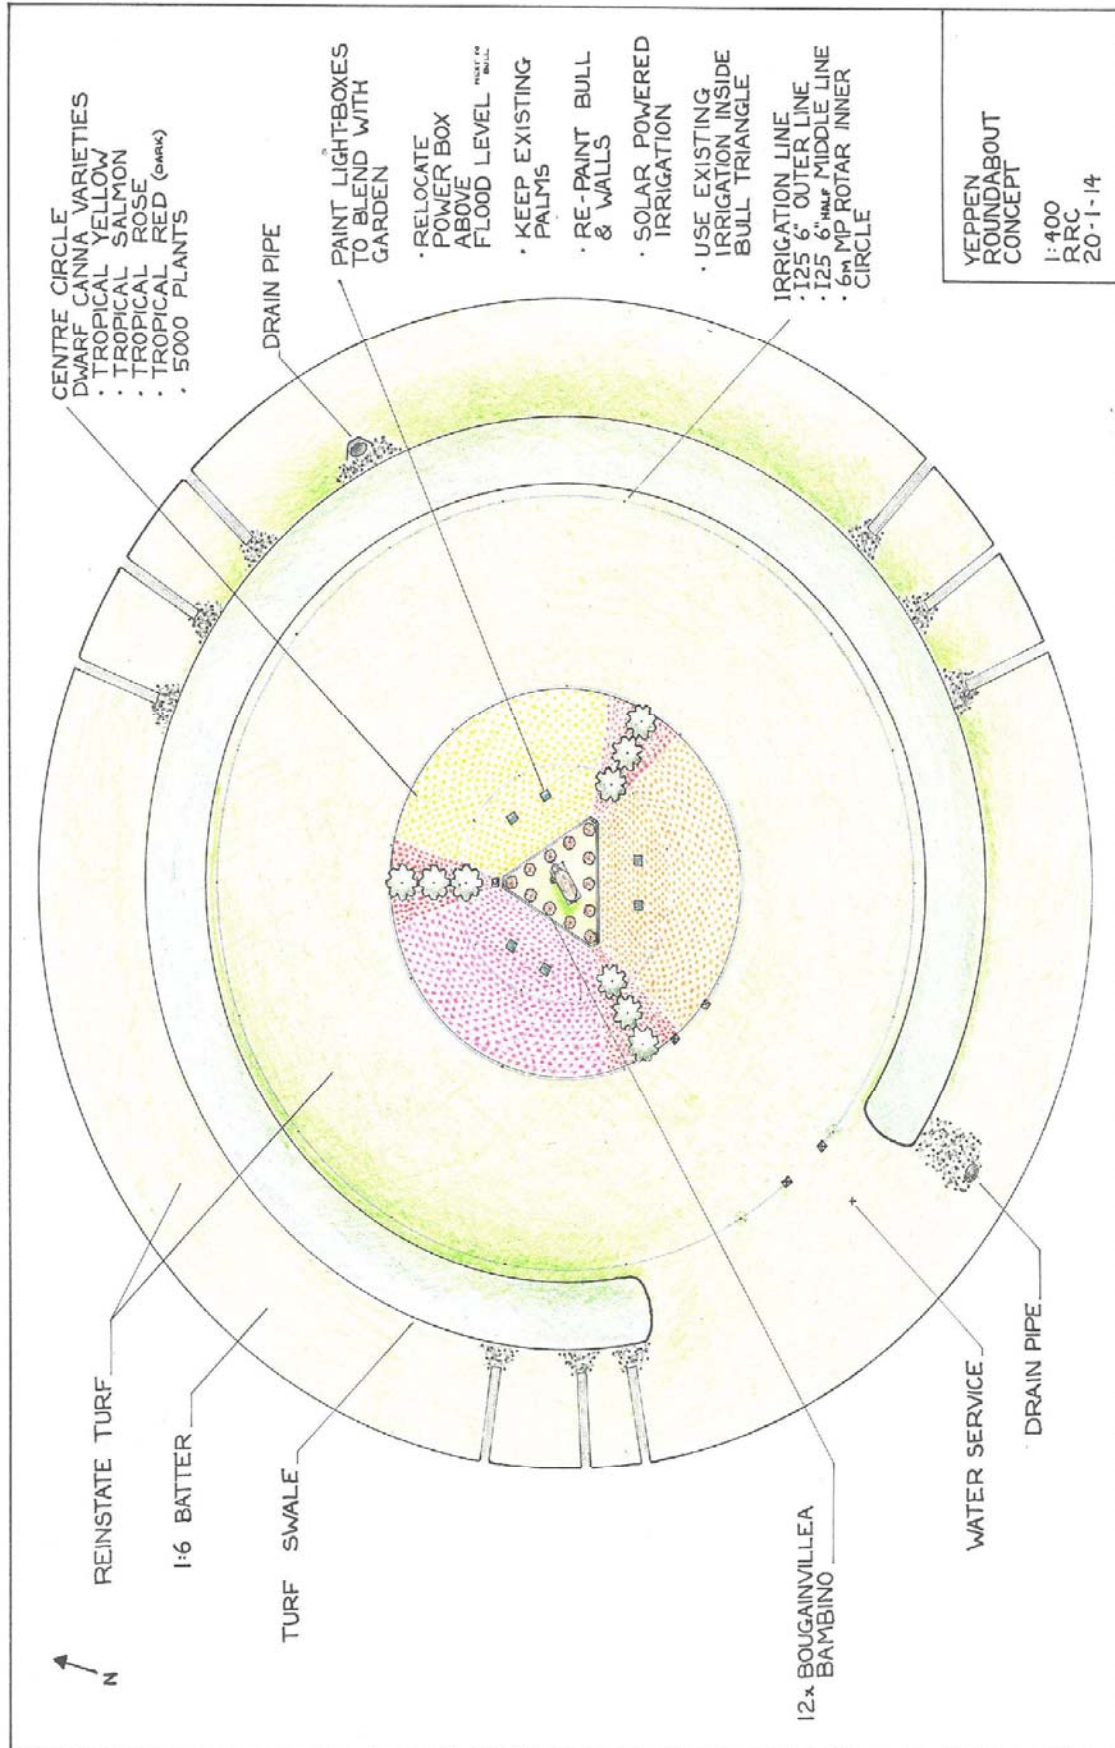 REINSTATE TURF
1:6 BATTER
TURF SWALE
N
12x BOUGAINVILLEA
BAMBINO
WATER SERVICE
DRAIN PIPE
CENTRE CIRCLE
DWARF CANNA VARIETIES
· TROPICAL YELLOW
· TROPICAL SALMON
· TROPICAL ROSE
· TROPICAL RED (DARK)
· 5000 PLANTS
DRAIN PIPE
PAINT LIGHT-BOXES
TO BLEND WITH
GARDEN
· RELOCATE
POWER BOX
ABOVE
FLOOD LEVEL NEXT TO
BULL
· KEEP EXISTING
PALMS
· RE-PAINT BULL
& WALLS
· SOLAR POWERED
IRRIGATION
· USE EXISTING
IRRIGATION INSIDE
BULL TRIANGLE
IRRIGATION LINE
· I25 6" OUTER LINE
· I25 6" HALF MIDDLE LINE
· 6M MP ROTAR INNER
CIRCLE
YEPPEN
ROUNDABOUT
CONCEPT
1:400
RRC
20-1-14